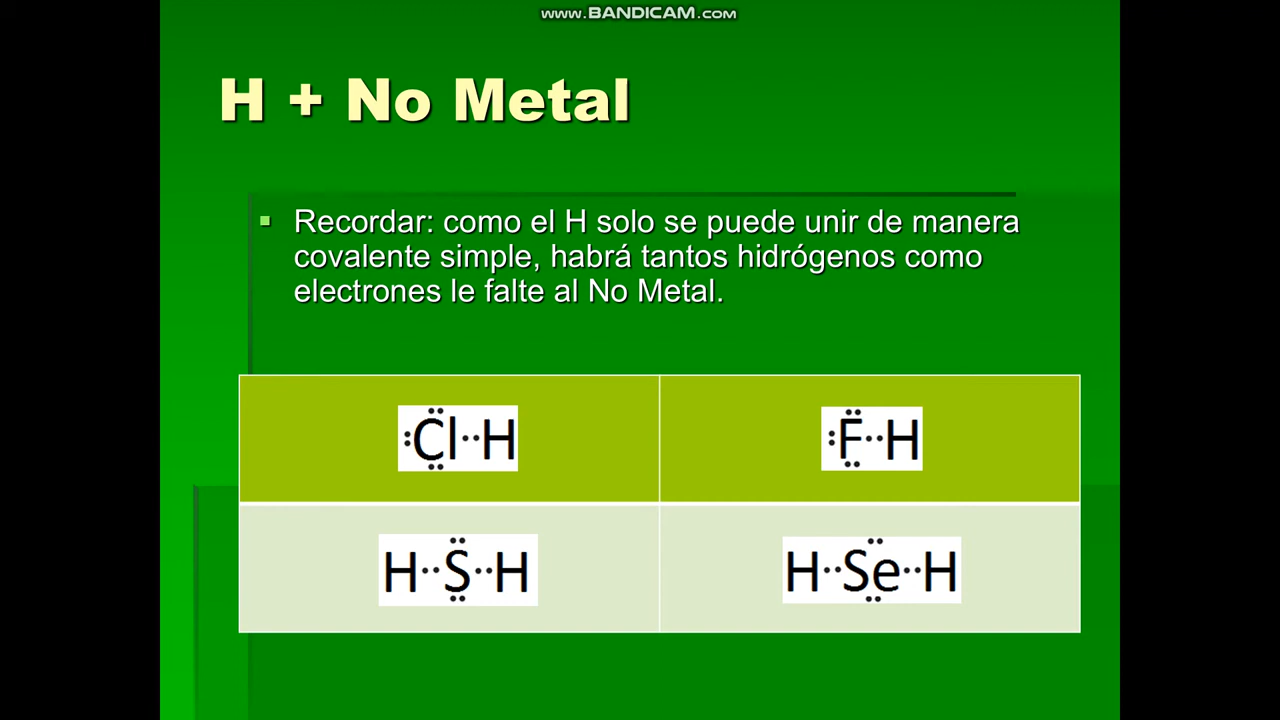 www.BANDICAM.com
H + No Metal
Recordar: como el H solo se puede unir de manera
covalente simple, habrá tantos hidrógenos como
electrones le falte al No Metal.
Cl H
F H
H S H
H Se H